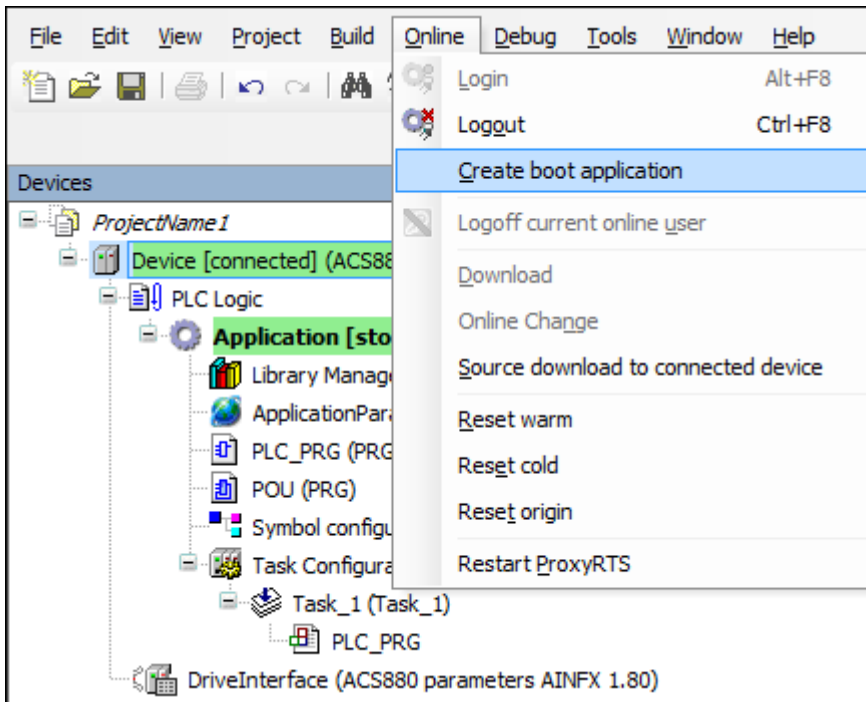 File Edit View Project Build Online Debug Tools Window Help
Login Alt+F8
Logout Ctrl+F8
Create boot application
Logoff current online user
Download
Online Change
Source download to connected device
Reset warm
Reset cold
Reset origin
Restart ProxyRTS
Devices
ProjectName1
Device [connected] (ACS88
PLC Logic
Application [sto
Library Manag
ApplicationPar
PLC_PRG (PRG
POU (PRG)
Symbol configu
Task Configura
Task_1 (Task_1)
PLC_PRG
DriveInterface (ACS880 parameters AINFX 1.80)